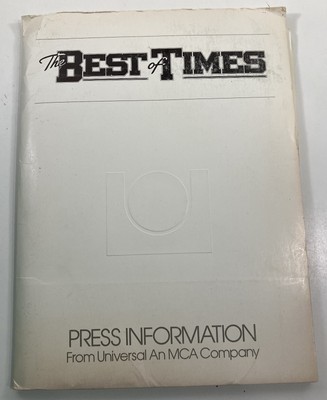 The BEST of TIMES
PRESS INFORMATION
From Universal An MCA Company